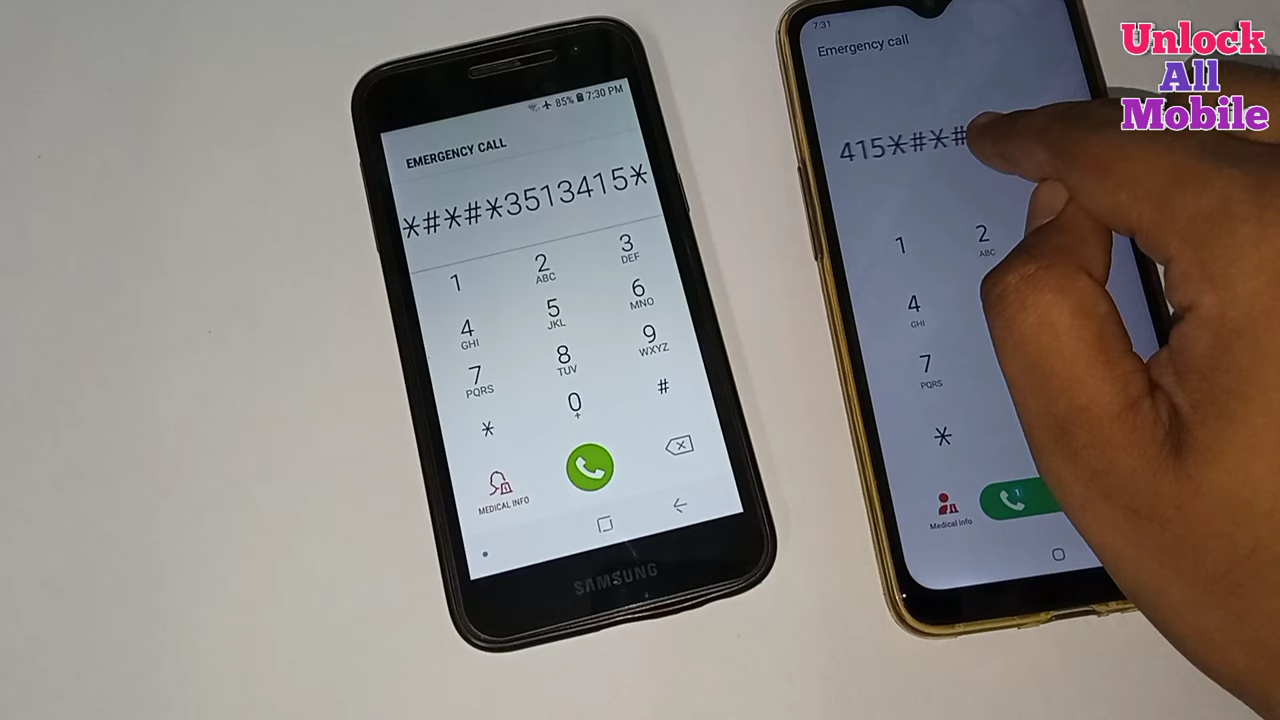 Unlock
All
Mobile
85% 7:30 PM
EMERGENCY CALL
*#*#*3513415*
1 2 ABC 3 DEF
4 GHI 5 JKL 6 MNO
7 PQRS 8 TUV 9 WXYZ
* 0 + #
MEDICAL INFO
SAMSUNG
7:31
Emergency call
415*#*#
1 2 ABC
4 GHI
7 PQRS
*
Medical info
1